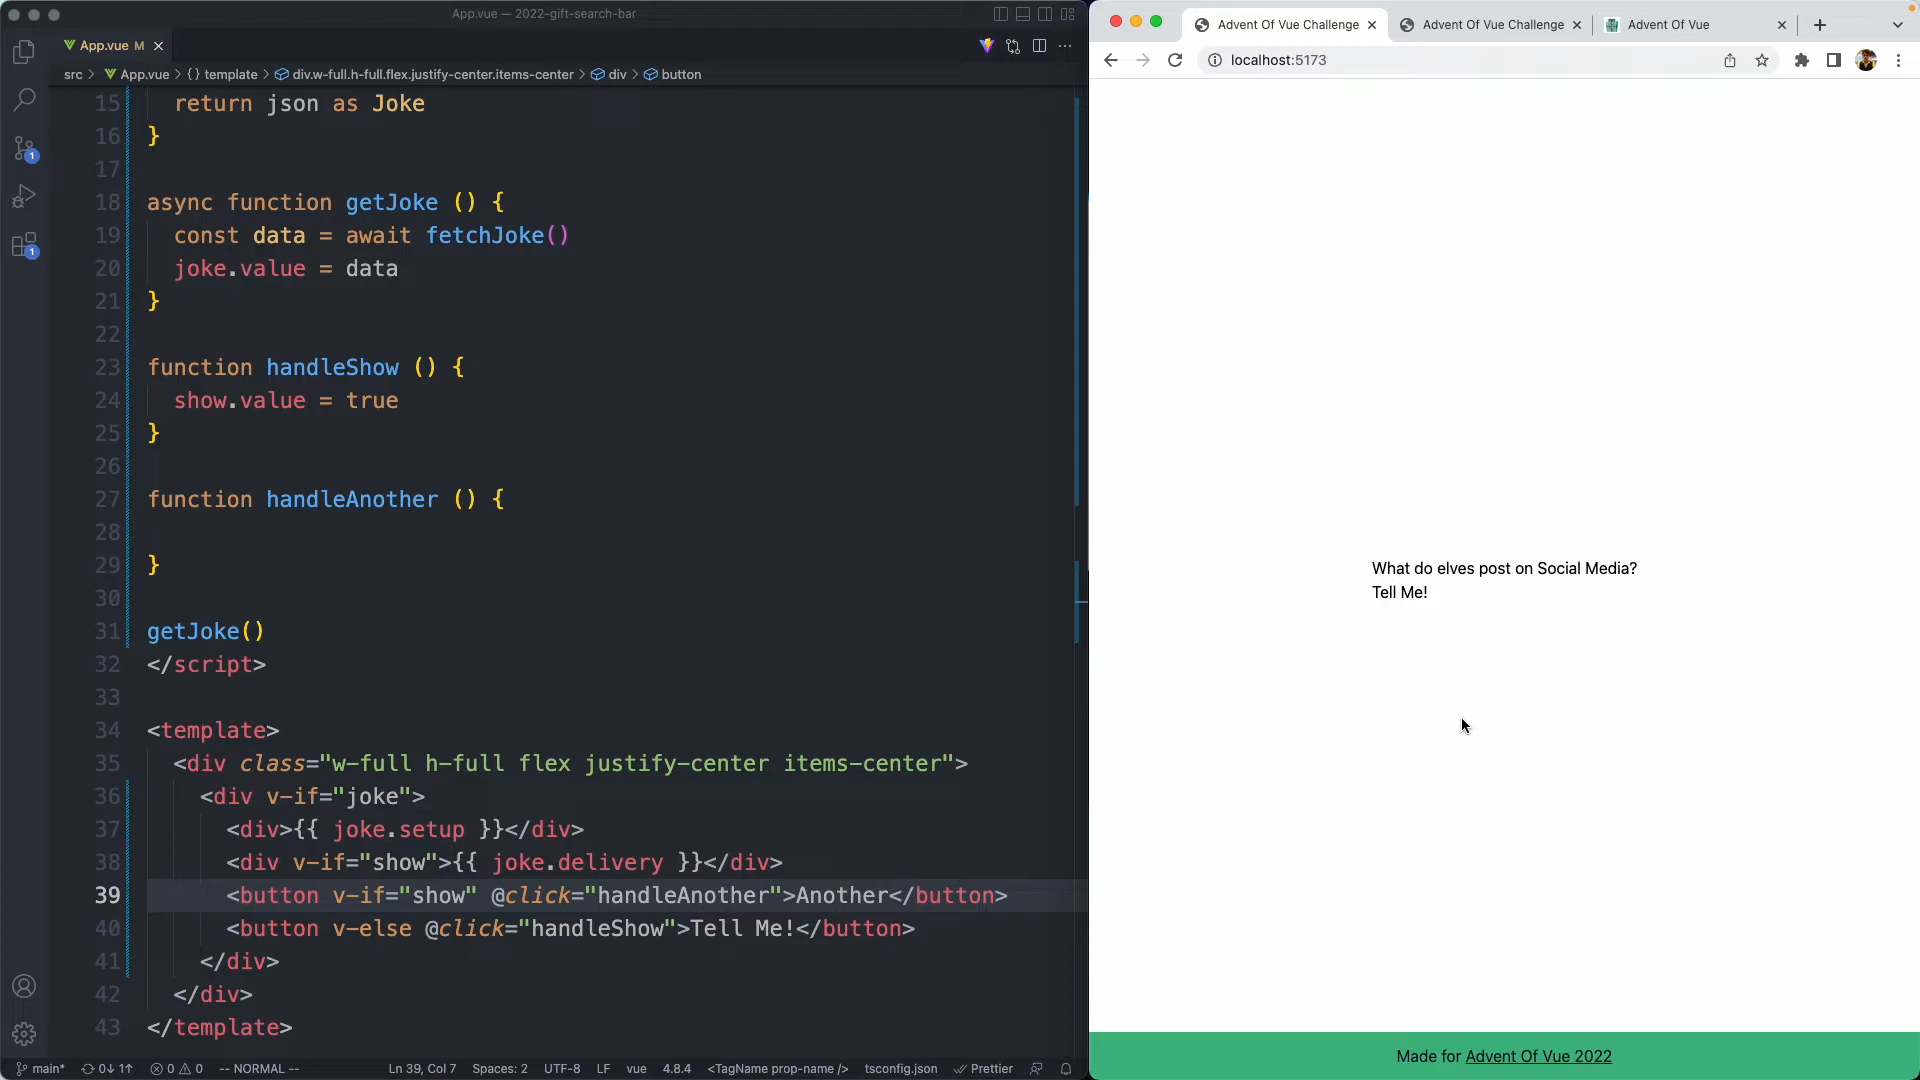 App.vue — 2022-gift-search-bar
App.vue M
src > App.vue > {} template > div.w-full.h-full.flex.justify-center.items-center > div > button
15 return json as Joke
16 }
17
18 async function getJoke () {
19 const data = await fetchJoke()
20 joke.value = data
21 }
22
23 function handleShow () {
24 show.value = true
25 }
26
27 function handleAnother () {
28
29 }
30
31 getJoke()
32 </script>
33
34 <template>
35 <div class="w-full h-full flex justify-center items-center">
36 <div v-if="joke">
37 <div>{{ joke.setup }}</div>
38 <div v-if="show">{{ joke.delivery }}</div>
39 <button v-if="show" @click="handleAnother">Another</button>
40 <button v-else @click="handleShow">Tell Me!</button>
41 </div>
42 </div>
43 </template>
1
1
main* 0↓ 1↑ 0 0 -- NORMAL -- Ln 39, Col 7 Spaces: 2 UTF-8 LF vue 4.8.4 <TagName prop-name /> tsconfig.json Prettier
Advent Of Vue Challenge Advent Of Vue Challenge Advent Of Vue
localhost:5173
What do elves post on Social Media?
Tell Me!
Made for Advent Of Vue 2022